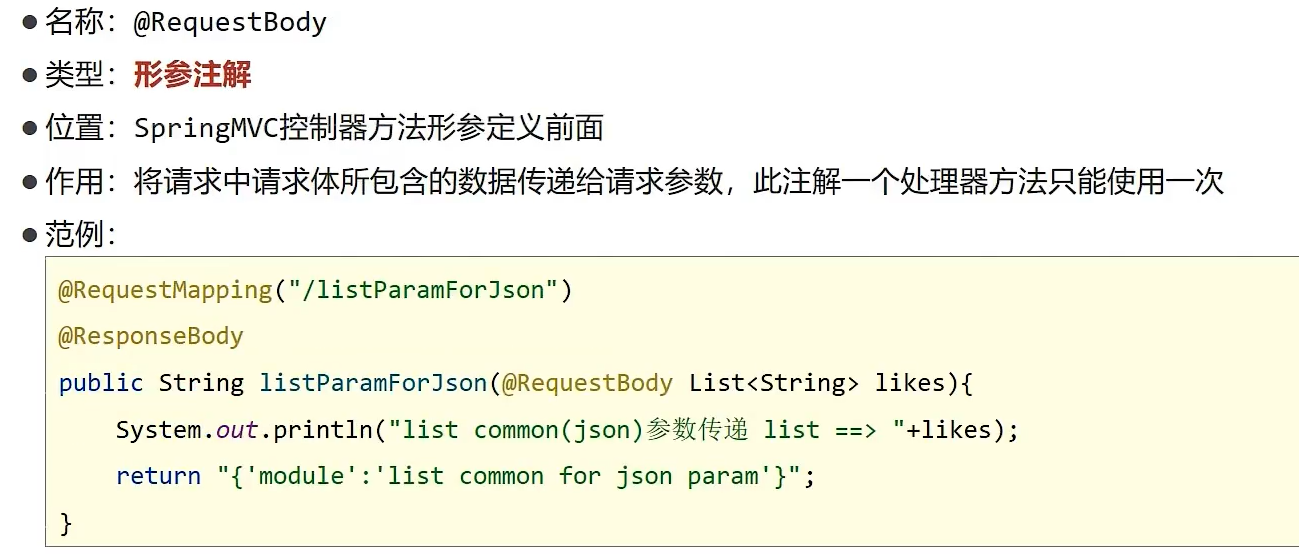 ● 名称：@RequestBody
● 类型：形参注解
● 位置：SpringMVC控制器方法形参定义前面
● 作用：将请求中请求体所包含的数据传递给请求参数，此注解一个处理器方法只能使用一次
● 范例：
@RequestMapping("/listParamForJson")
@ResponseBody
public String listParamForJson(@RequestBody List<String> likes){
    System.out.println("list common(json)参数传递 list ==> "+likes);
    return "{'module':'list common for json param'}";
}